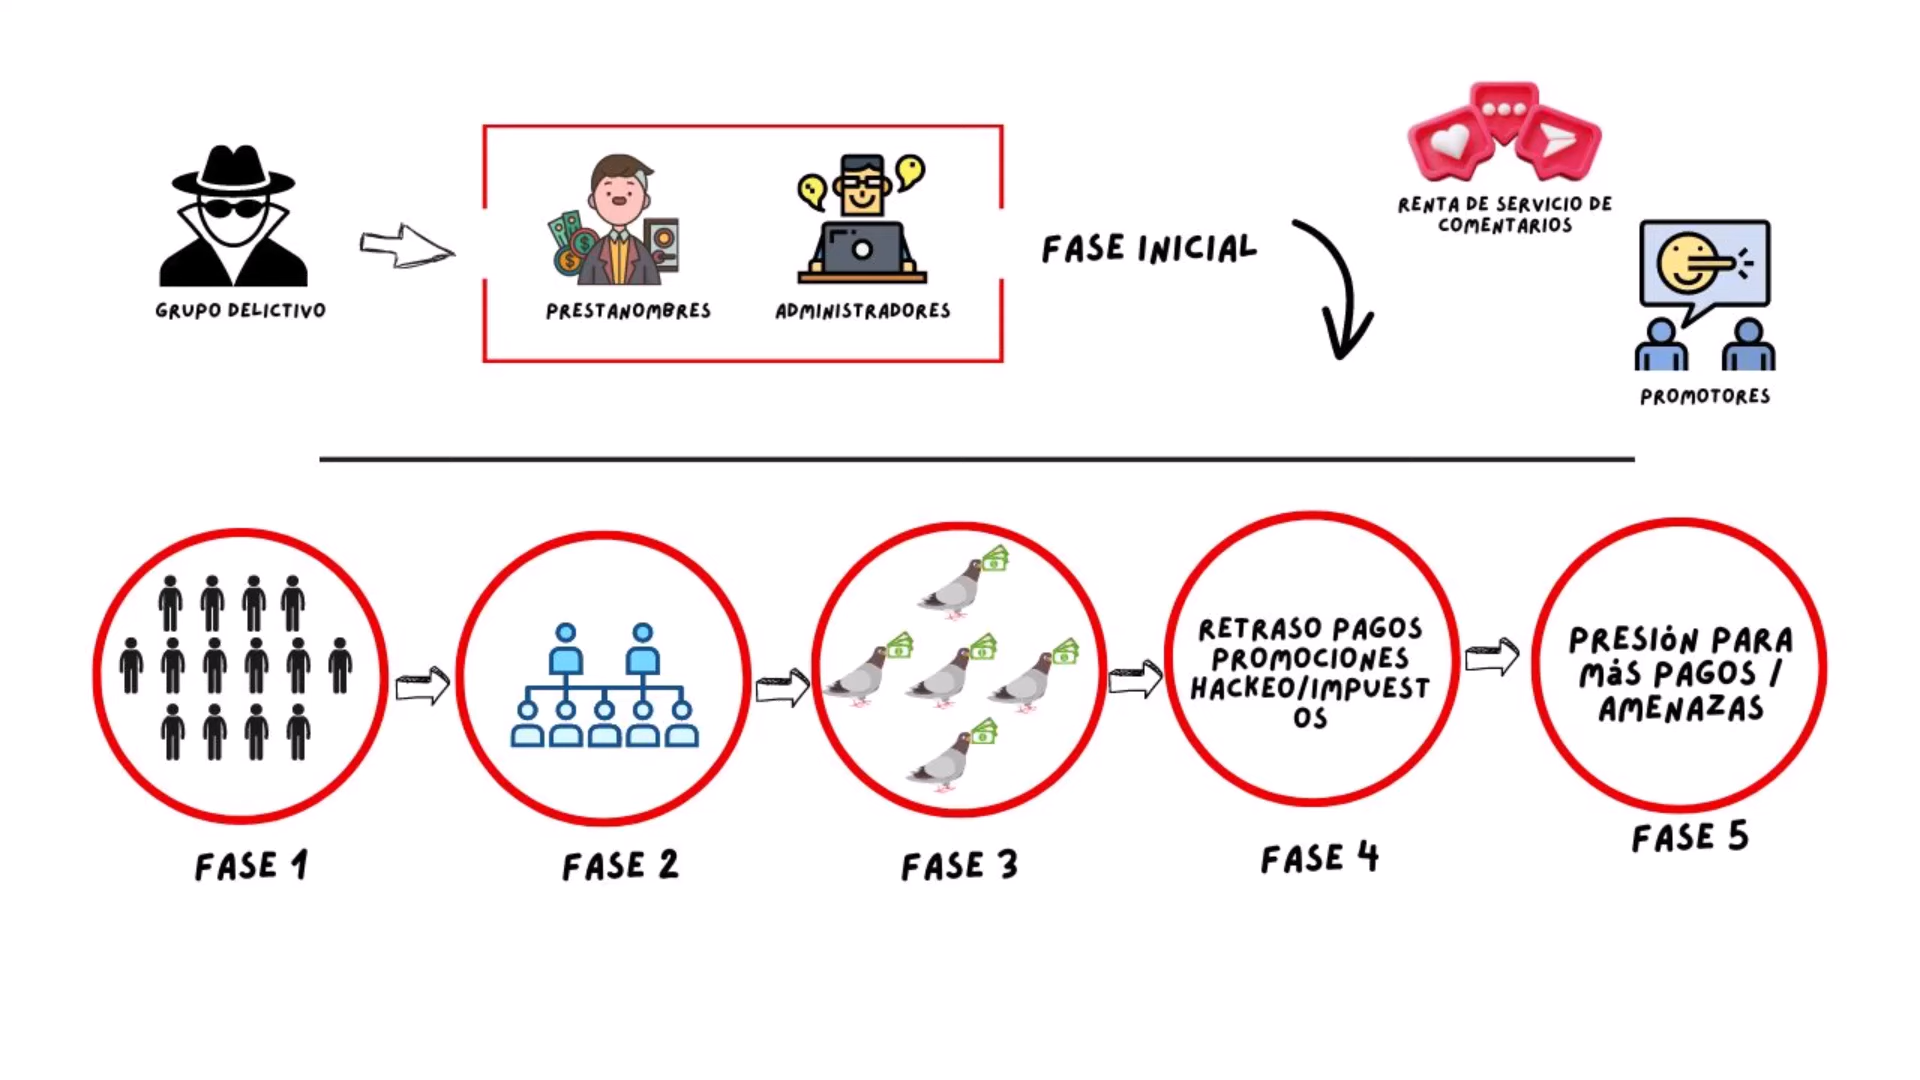 GRUPO DELICTIVO
PRESTANOMBRES
ADMINISTRADORES
FASE INICIAL
RENTA DE SERVICIO DE
COMENTARIOS
PROMOTORES
FASE 1
FASE 2
FASE 3
RETRASO PAGOS
PROMOCIONES
HACKEO/IMPUEST
OS
FASE 4
PRESIóN PARA
MáS PAGOS /
AMENAZAS
FASE 5